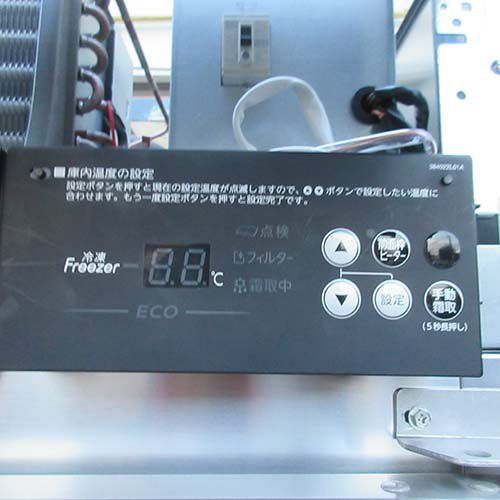 ■庫内温度の設定
設定ボタンを押すと現在の設定温度が点滅しますので、▲▼ボタンで設定したい温度に
合わせます。もう一度設定ボタンを押すと設定完了です。
冷凍
Freezer
℃
点検
フィルター
霜取中
ECO
▲
前面枠
ヒーター
▼
設定
手動
霜取
(5秒長押し)